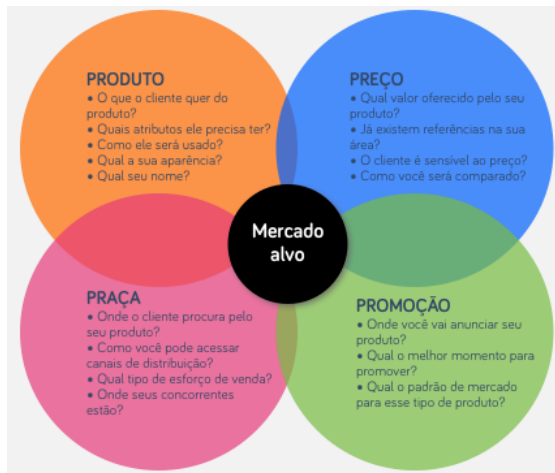 PRODUTO
• O que o cliente quer do
produto?
• Quais atributos ele precisa ter?
• Como ele será usado?
• Qual a sua aparência?
• Qual seu nome?
PREÇO
• Qual valor oferecido pelo seu
produto?
• Já existem referências na sua
área?
• O cliente é sensível ao preço?
• Como você será comparado?
Mercado
alvo
PRAÇA
• Onde o cliente procura pelo
seu produto?
• Como você pode acessar
canais de distribuição?
• Qual tipo de esforço de venda?
• Onde seus concorrentes
estão?
PROMOÇÃO
• Onde você vai anunciar seu
produto?
• Qual o melhor momento para
promover?
• Qual o padrão de mercado
para esse tipo de produto?